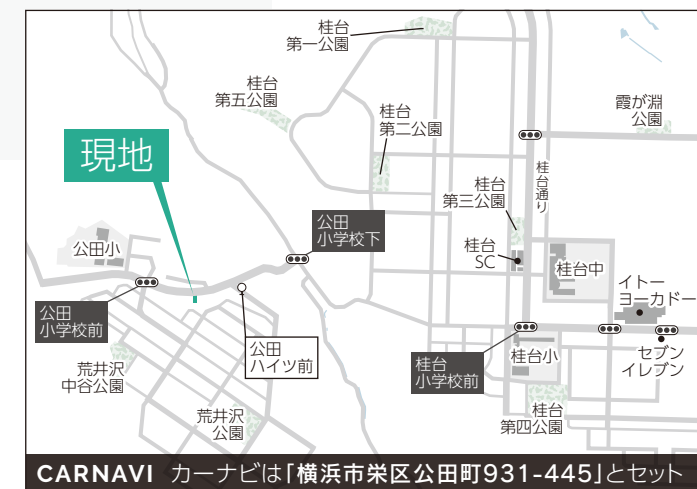 桂台
第一公園
桂台
第五公園
桂台
第二公園
霞が淵
公園
現地
桂台通り
桂台
第三公園
公田
小学校下
公田小
桂台
SC
桂台中
イトー
ヨーカドー
公田
小学校前
公田
ハイツ前
桂台
小学校前
桂台小
セブン
イレブン
荒井沢
中谷公園
荒井沢
公園
桂台
第四公園
CARNAVI カーナビは「横浜市栄区公田町931-445」とセット